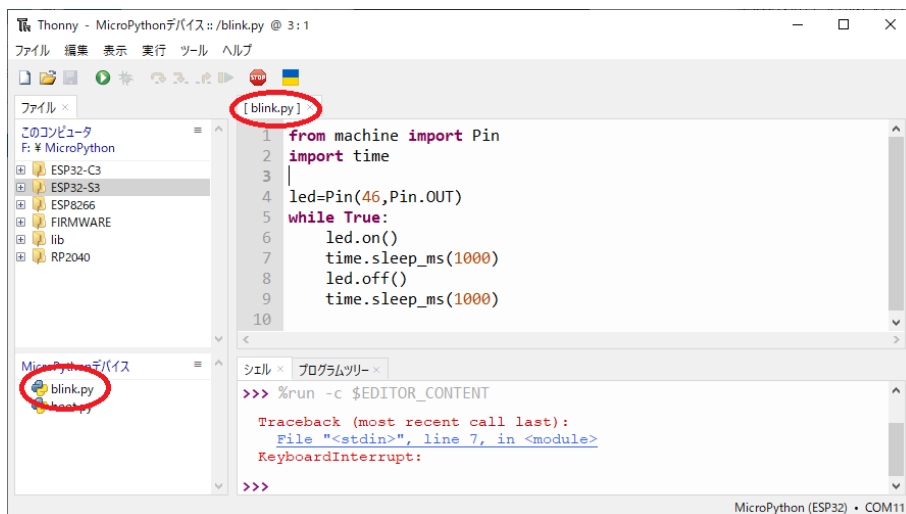 Thonny - MicroPythonデバイス :: /blink.py @ 3 : 1
ファイル 編集 表示 実行 ツール ヘルプ
STOP
ファイル ×
[ blink.py ] ×
このコンピュータ
F: ¥ MicroPython
ESP32-C3
ESP32-S3
ESP8266
FIRMWARE
lib
RP2040
1 from machine import Pin
2 import time
3
4 led=Pin(46,Pin.OUT)
5 while True:
6     led.on()
7     time.sleep_ms(1000)
8     led.off()
9     time.sleep_ms(1000)
10
MicroPythonデバイス
blink.py
boot.py
シェル × プログラムツリー ×
>>> %run -c $EDITOR_CONTENT
Traceback (most recent call last):
File "<stdin>", line 7, in <module>
KeyboardInterrupt:
>>>
MicroPython (ESP32) • COM11